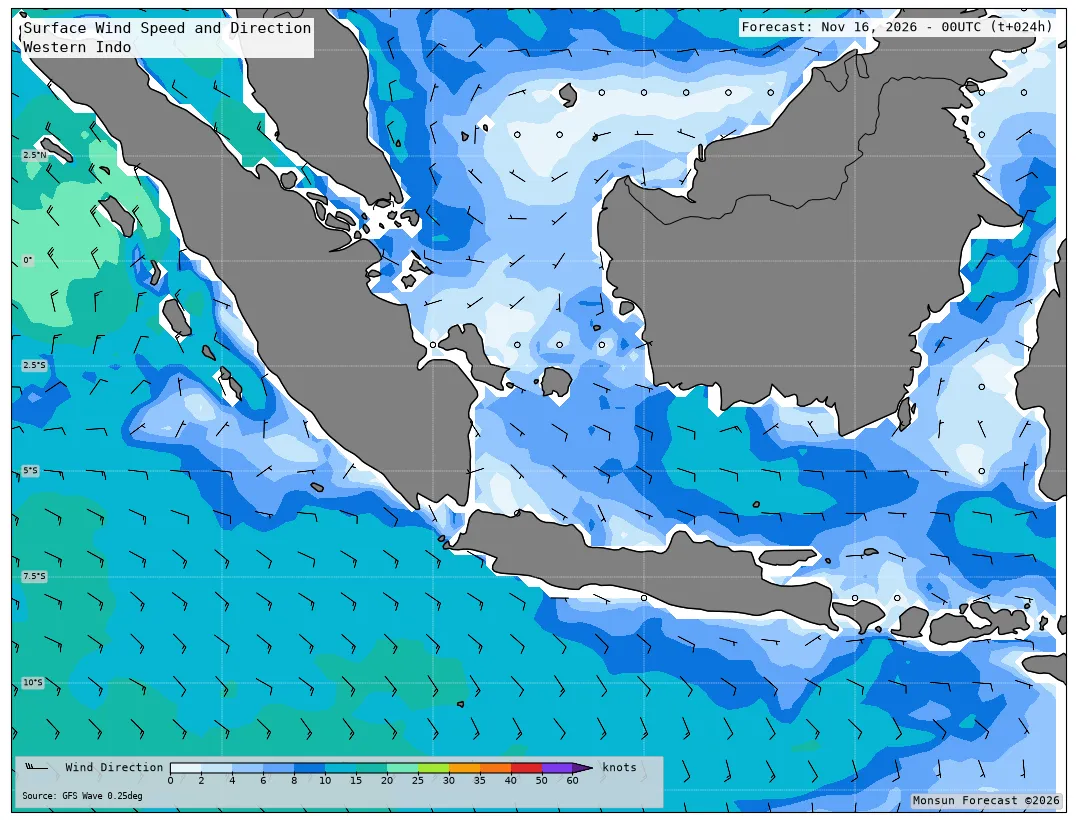 Surface Wind Speed and Direction
Western Indo
Forecast: Nov 16, 2026 - 00UTC (t+024h)
2.5°N
0°
2.5°S
5°S
7.5°S
10°S
Wind Direction
knots
0 2 4 6 8 10 15 20 25 30 35 40 50 60
Source: GFS Wave 0.25deg
Monsun Forecast ©2026